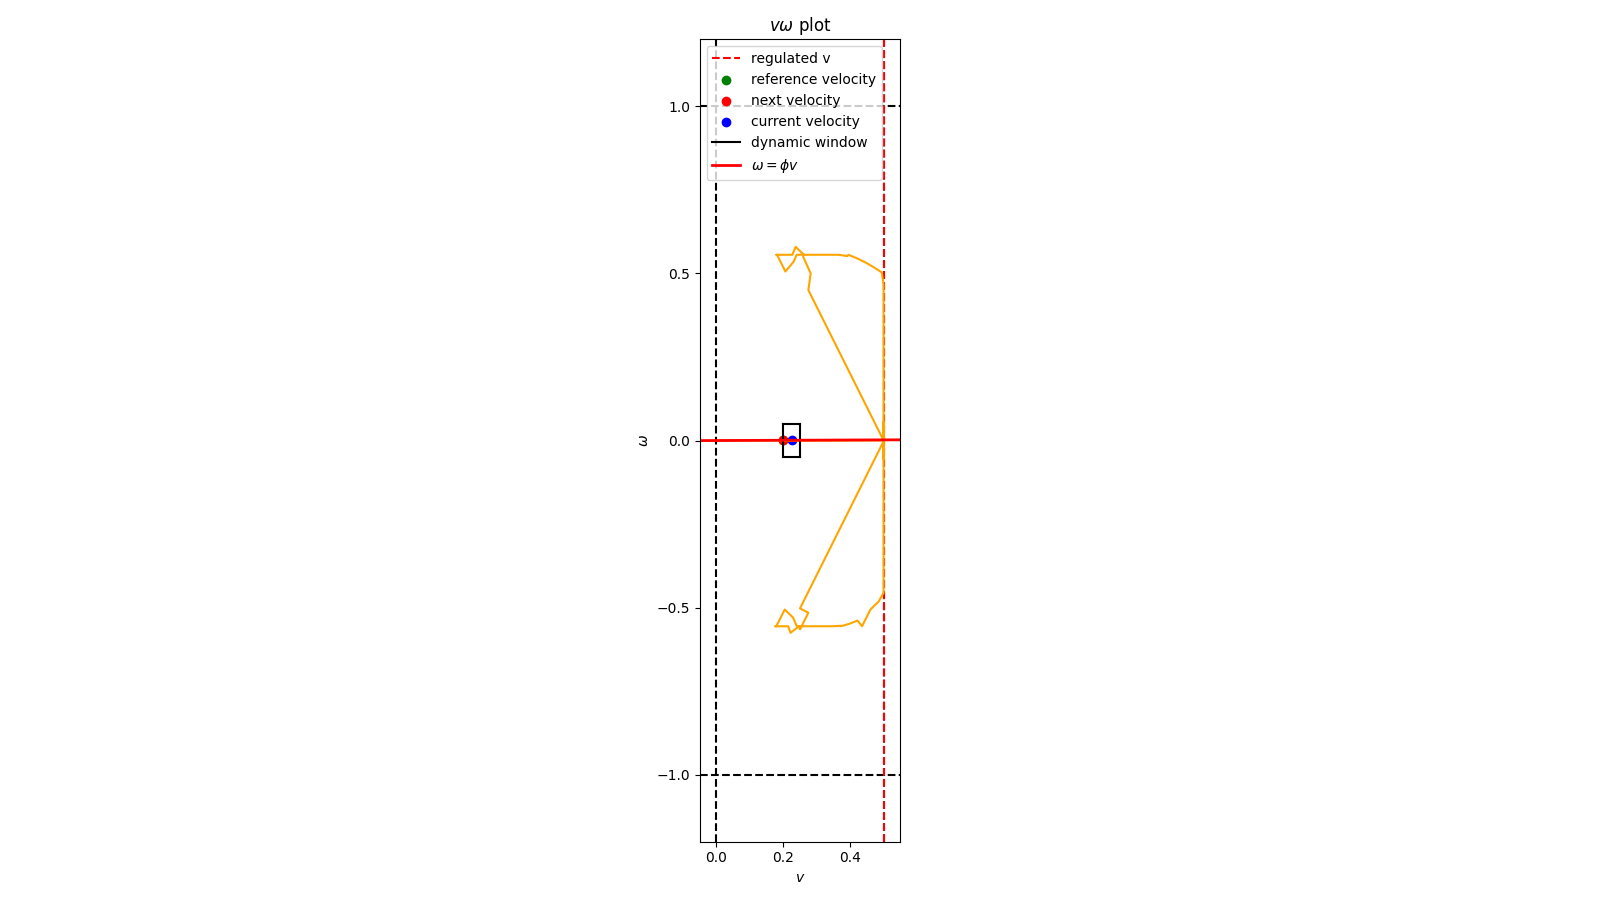 vω plot
regulated v
reference velocity
next velocity
current velocity
dynamic window
ω = ϕv
1.0
0.5
0.0
−0.5
−1.0
ω
0.0 0.2 0.4
v